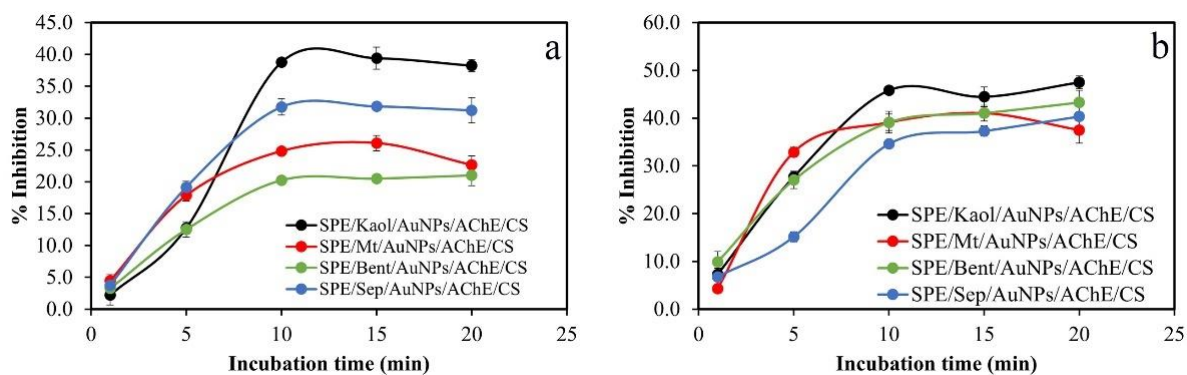 a
45.0
40.0
35.0
30.0
25.0
20.0
15.0
10.0
5.0
0.0
% Inhibition
SPE/Kaol/AuNPs/AChE/CS
SPE/Mt/AuNPs/AChE/CS
SPE/Bent/AuNPs/AChE/CS
SPE/Sep/AuNPs/AChE/CS
0 5 10 15 20 25
Incubation time (min)
b
60.0
50.0
40.0
30.0
20.0
10.0
0.0
% Inhibition
SPE/Kaol/AuNPs/AChE/CS
SPE/Mt/AuNPs/AChE/CS
SPE/Bent/AuNPs/AChE/CS
SPE/Sep/AuNPs/AChE/CS
0 5 10 15 20 25
Incubation time (min)